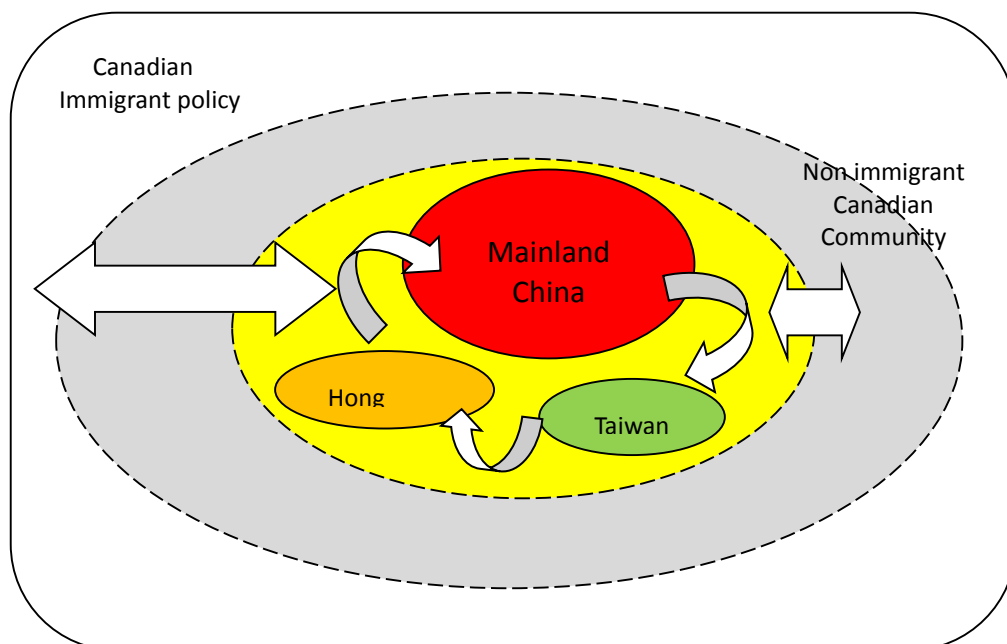 Canadian
Immigrant policy
Non immigrant
Canadian
Community
Mainland
China
Hong
Taiwan